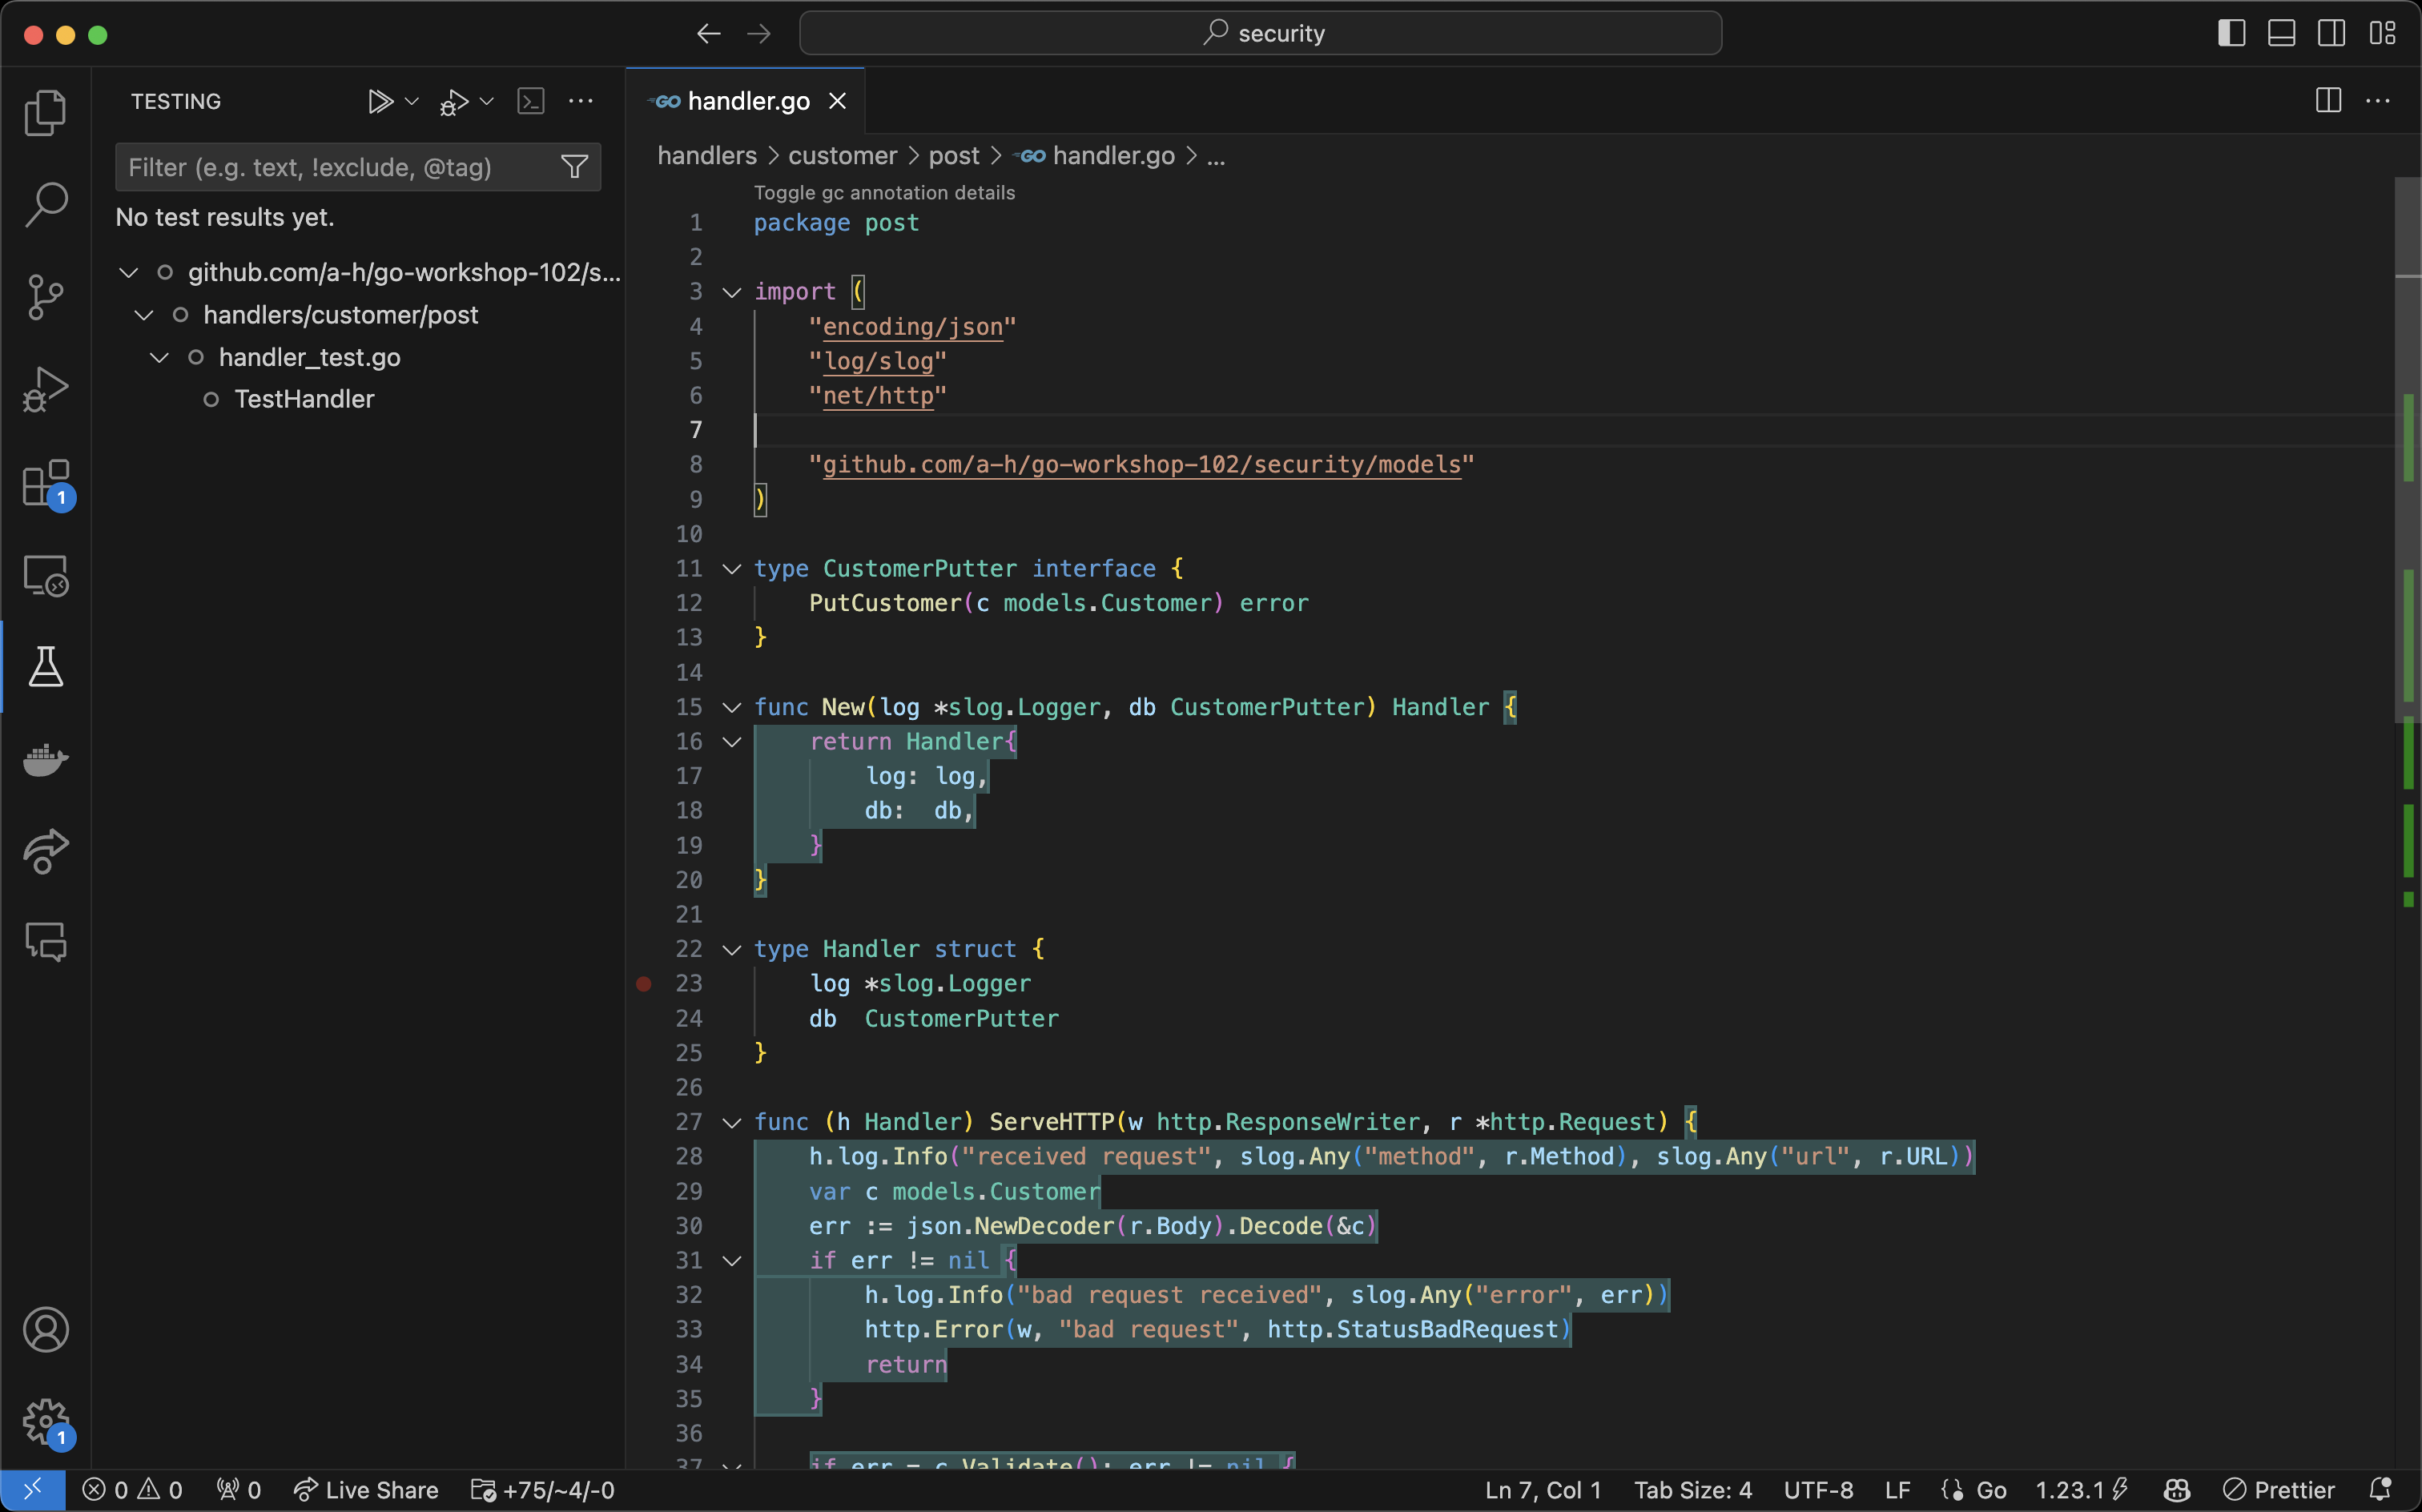 security
TESTING
Filter (e.g. text, !exclude, @tag)
No test results yet.
github.com/a-h/go-workshop-102/s...
handlers/customer/post
handler_test.go
TestHandler
1
1
GO handler.go
handlers > customer > post > GO handler.go > ...
Toggle gc annotation details
1 package post
2
3 import (
4 "encoding/json"
5 "log/slog"
6 "net/http"
7
8 "github.com/a-h/go-workshop-102/security/models"
9 )
10
11 type CustomerPutter interface {
12 PutCustomer(c models.Customer) error
13 }
14
15 func New(log *slog.Logger, db CustomerPutter) Handler {
16 return Handler{
17 log: log,
18 db:  db,
19 }
20 }
21
22 type Handler struct {
23 log *slog.Logger
24 db  CustomerPutter
25 }
26
27 func (h Handler) ServeHTTP(w http.ResponseWriter, r *http.Request) {
28 h.log.Info("received request", slog.Any("method", r.Method), slog.Any("url", r.URL))
29 var c models.Customer
30 err := json.NewDecoder(r.Body).Decode(&c)
31 if err != nil {
32 h.log.Info("bad request received", slog.Any("error", err))
33 http.Error(w, "bad request", http.StatusBadRequest)
34 return
35 }
36
37 if err = c.Validate(); err != nil {
0 0 0 Live Share +75/~4/-0 Ln 7, Col 1 Tab Size: 4 UTF-8 LF {} Go 1.23.1 Prettier